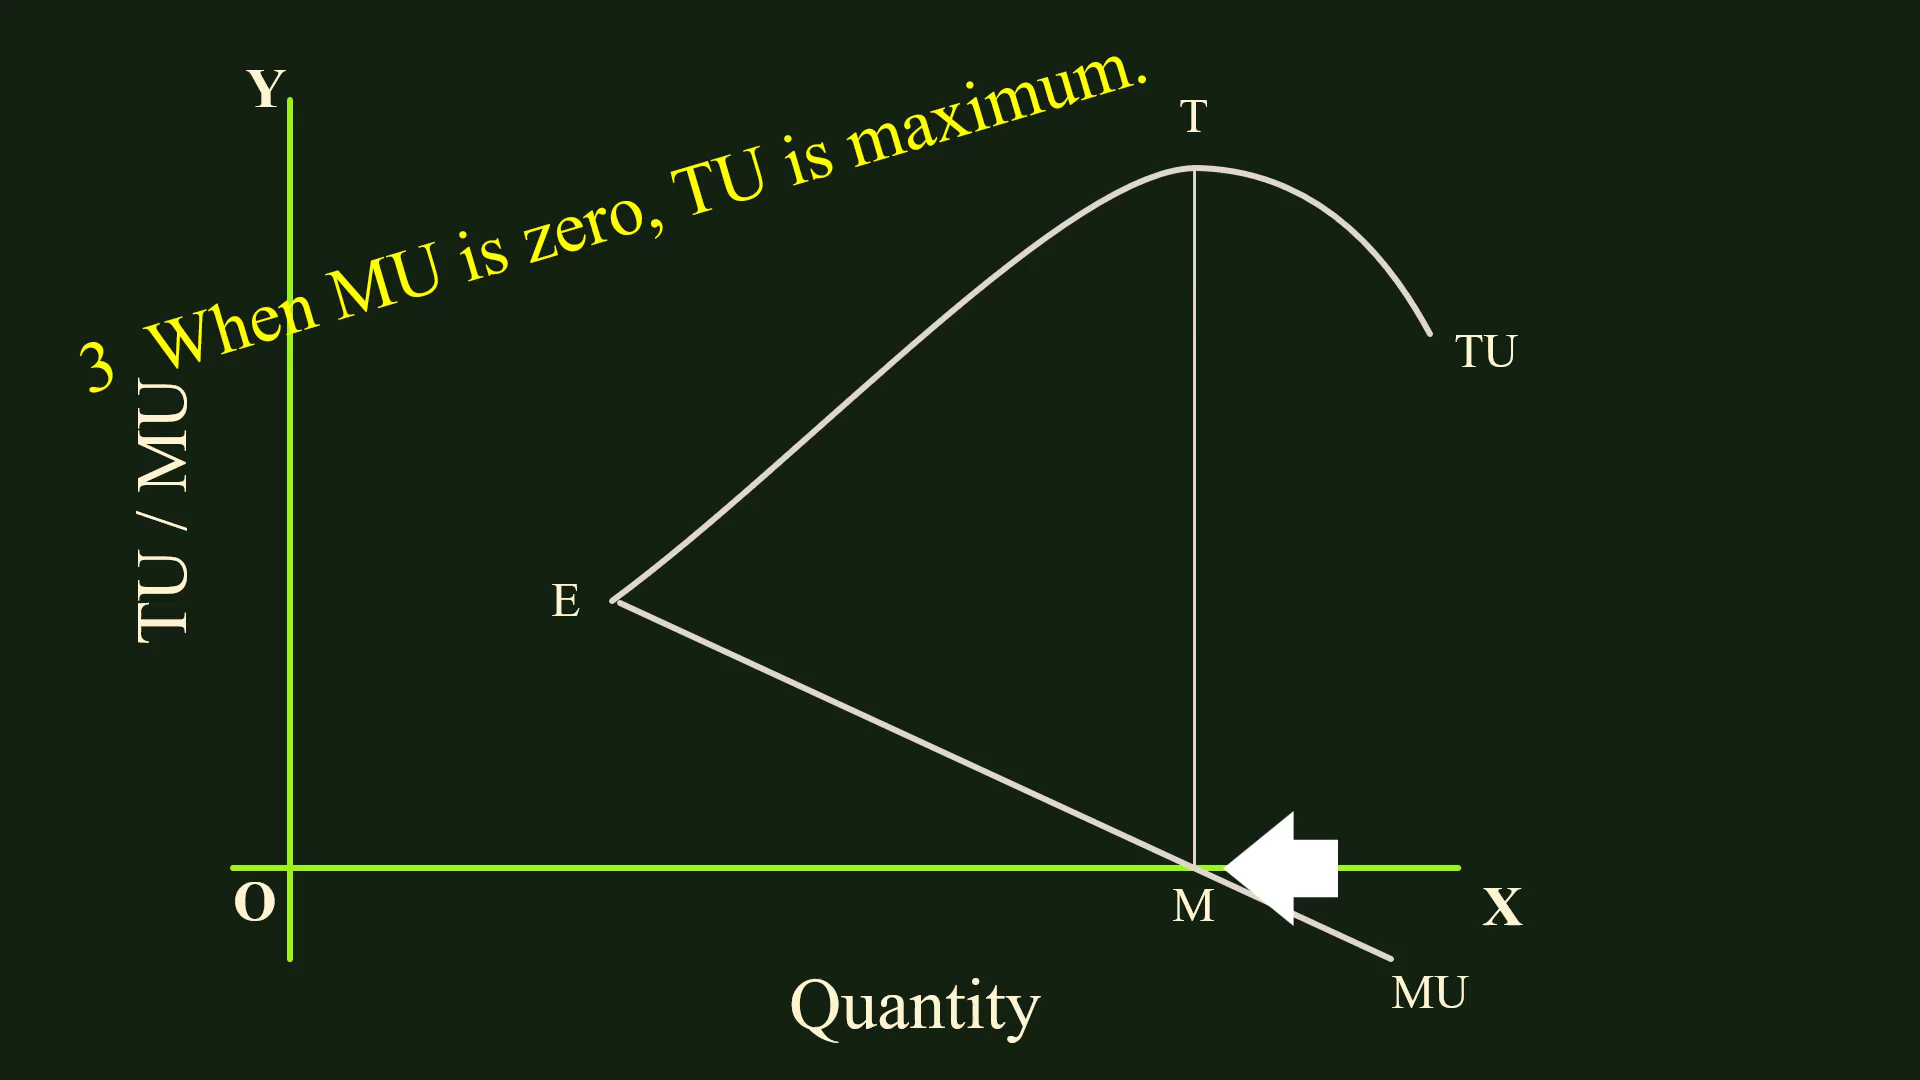 Y
3 When MU is zero, TU is maximum.
T
TU
TU / MU
E
O
M
X
MU
Quantity